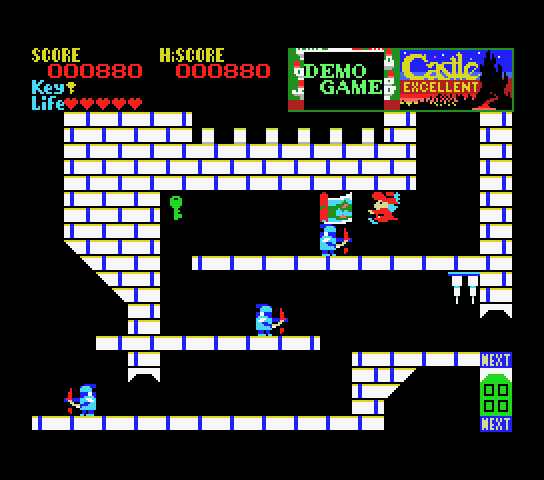 SCORE
000880
H:SCORE
000880
Key
Life
DEMO
GAME
Castle
EXCELLENT
NEXT
NEXT